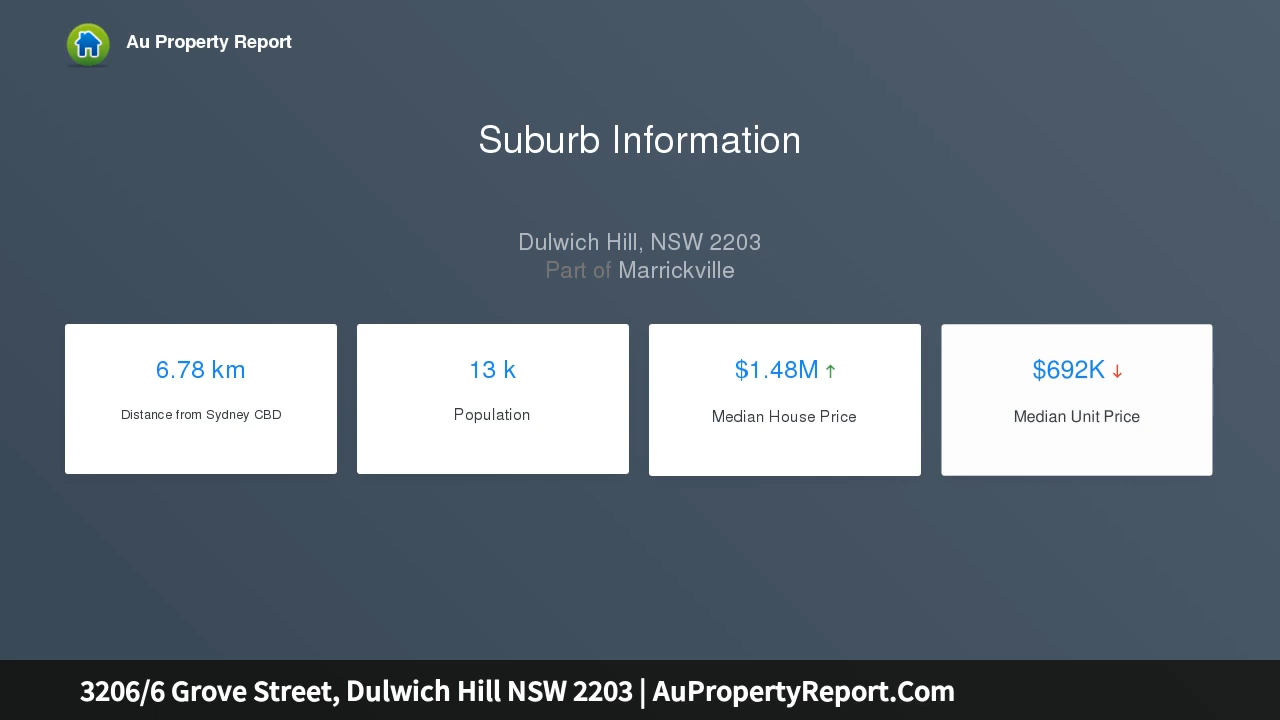 Au Property Report
Suburb Information
Dulwich Hill, NSW 2203
Part of Marrickville
6.78 km
Distance from Sydney CBD
13 k
Population
$1.48M ↑
Median House Price
$692K ↓
Median Unit Price
3206/6 Grove Street, Dulwich Hill NSW 2203 | AuPropertyReport.Com